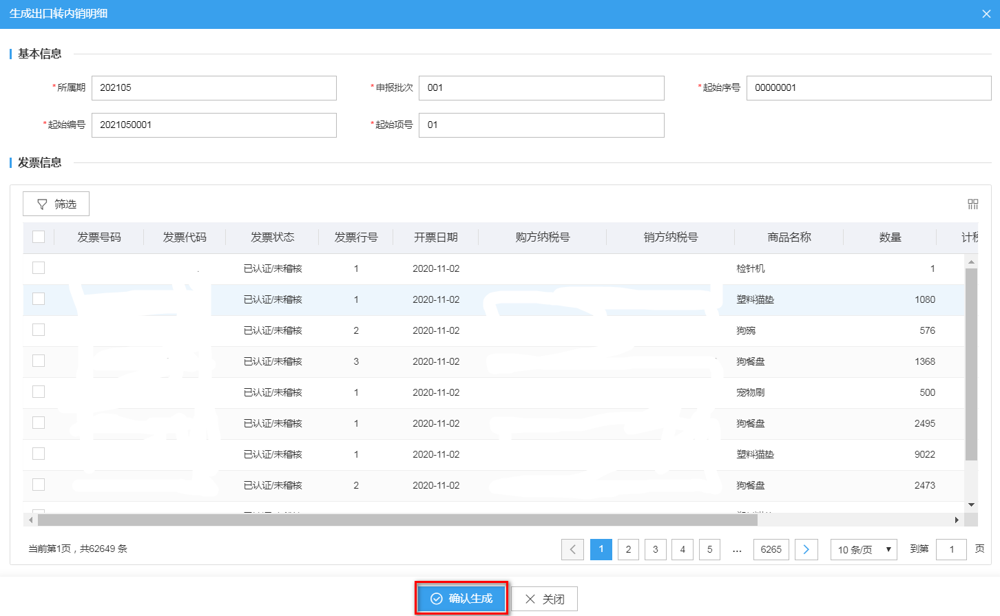 生成出口转内销明细
基本信息
*所属期 202105 *申报批次 001 *起始序号 00000001
*起始编号 2021050001 *起始项号 01
发票信息
筛选
发票号码 发票代码 发票状态 发票行号 开票日期 购方纳税号 销方纳税号 商品名称 数量 计税
已认证/未稽核 1 2020-11-02 检针机 1
已认证/未稽核 1 2020-11-02 塑料猫垫 1080
已认证/未稽核 2 2020-11-02 狗碗 576
已认证/未稽核 3 2020-11-02 狗餐盘 1368
已认证/未稽核 1 2020-11-02 宠物刷 500
已认证/未稽核 1 2020-11-02 狗餐盘 2495
已认证/未稽核 1 2020-11-02 塑料猫垫 9022
已认证/未稽核 2 2020-11-02 狗餐盘 2473
当前第1页，共62649 条 1 2 3 4 5 ... 6265 10 条/页 到第 1 页
确认生成 关闭